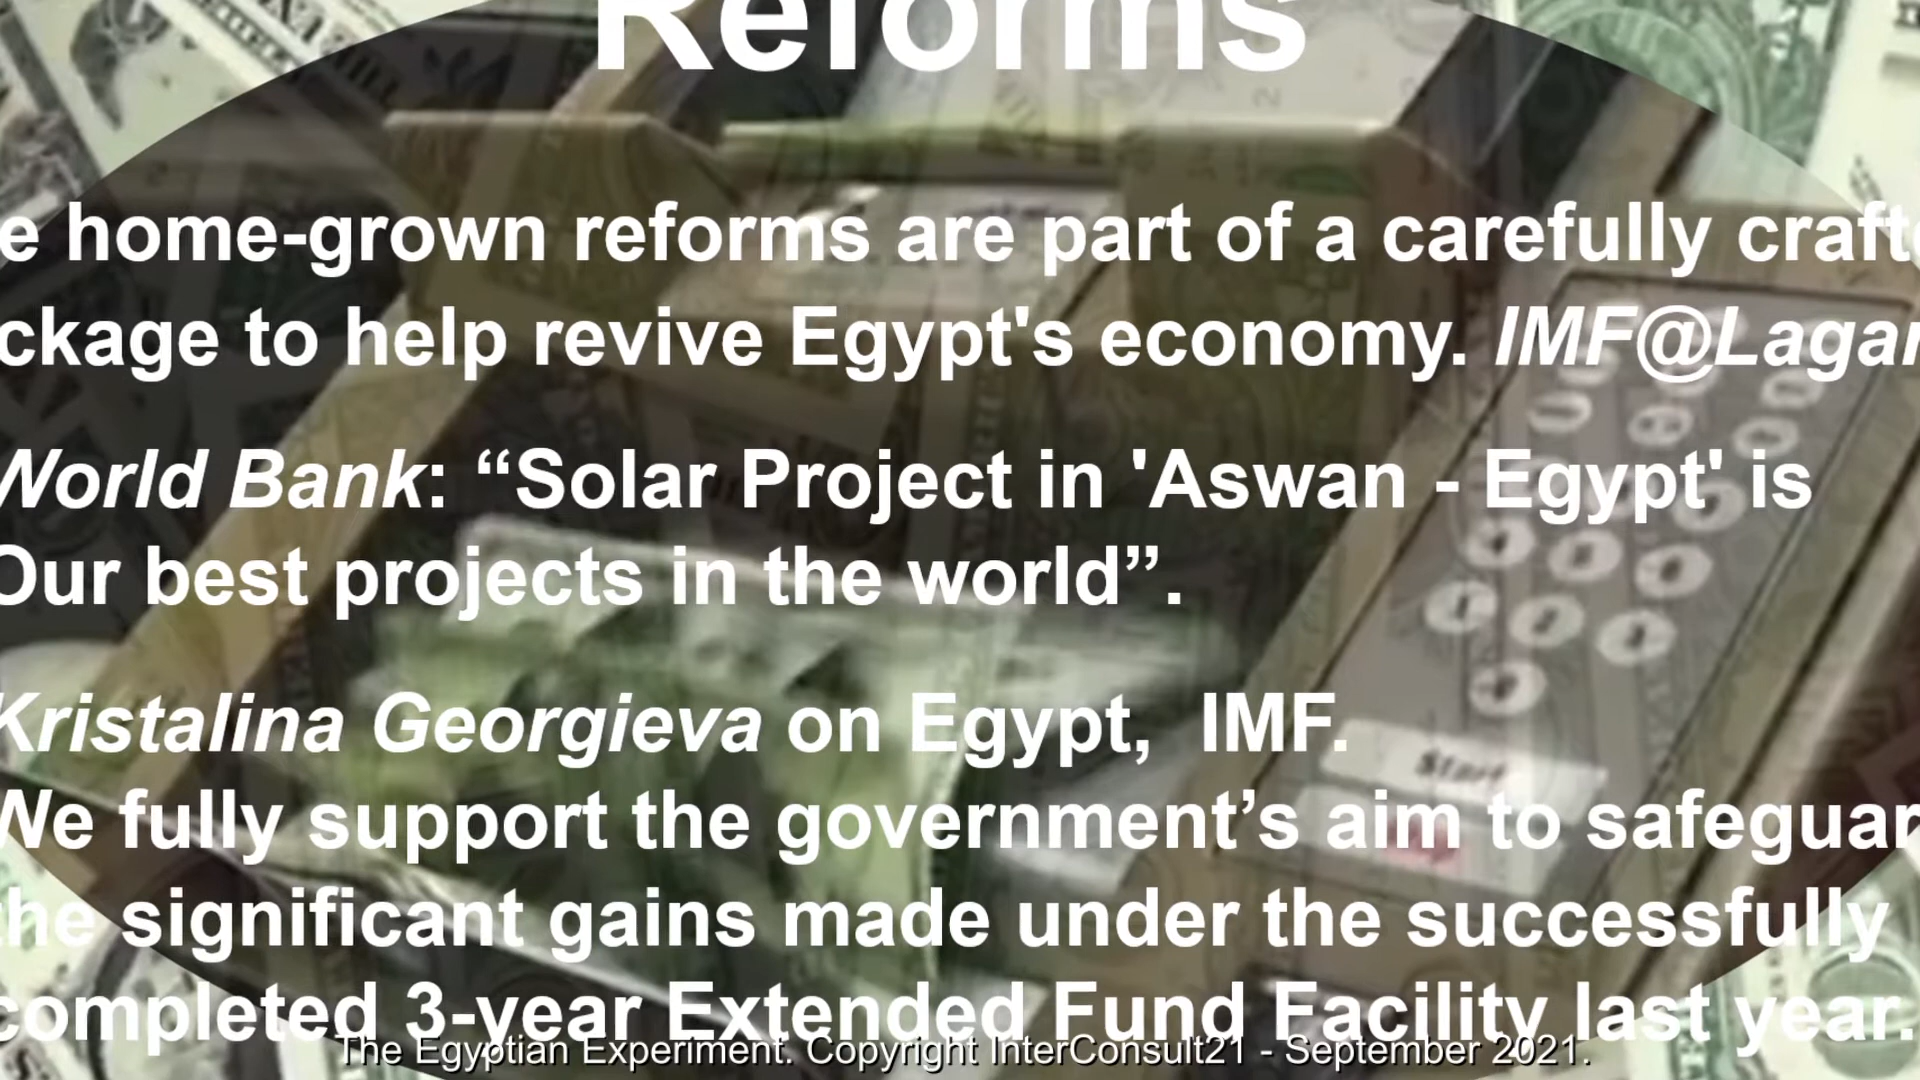 Reforms
e home-grown reforms are part of a carefully craft
ckage to help revive Egypt's economy. IMF@Lagar
World Bank: “Solar Project in 'Aswan - Egypt' is
Our best projects in the world”.
Kristalina Georgieva on Egypt, IMF.
We fully support the government’s aim to safeguar
the significant gains made under the successfully
completed 3-year Extended Fund Facility last year.
The Egyptian Experiment. Copyright InterConsult21 - September 2021.
Start